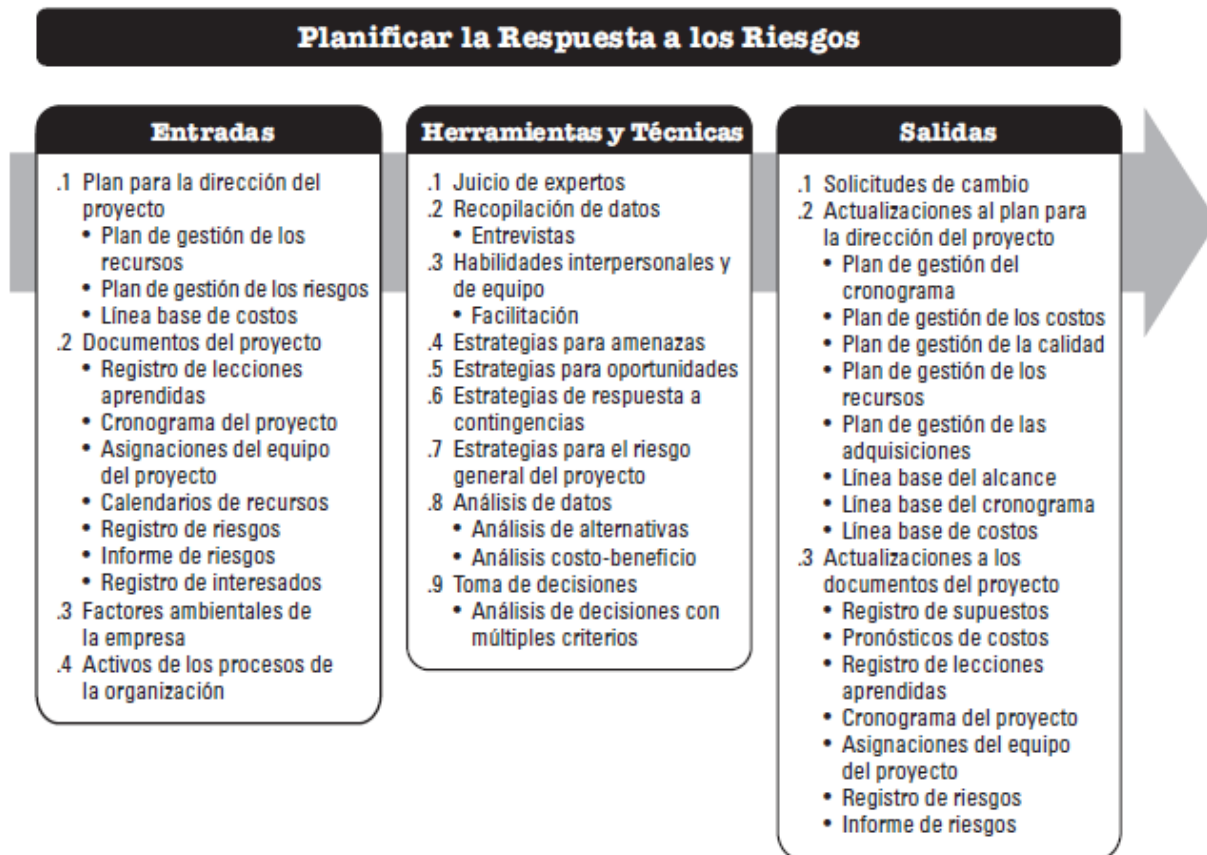 Planificar la Respuesta a los Riesgos
Entradas
.1 Plan para la dirección del
proyecto
• Plan de gestión de los
recursos
• Plan de gestión de los riesgos
• Línea base de costos
.2 Documentos del proyecto
• Registro de lecciones
aprendidas
• Cronograma del proyecto
• Asignaciones del equipo
del proyecto
• Calendarios de recursos
• Registro de riesgos
• Informe de riesgos
• Registro de interesados
.3 Factores ambientales de
la empresa
.4 Activos de los procesos de
la organización
Herramientas y Técnicas
.1 Juicio de expertos
.2 Recopilación de datos
• Entrevistas
.3 Habilidades interpersonales y
de equipo
• Facilitación
.4 Estrategias para amenazas
.5 Estrategias para oportunidades
.6 Estrategias de respuesta a
contingencias
.7 Estrategias para el riesgo
general del proyecto
.8 Análisis de datos
• Análisis de alternativas
• Análisis costo-beneficio
.9 Toma de decisiones
• Análisis de decisiones con
múltiples criterios
Salidas
.1 Solicitudes de cambio
.2 Actualizaciones al plan para
la dirección del proyecto
• Plan de gestión del
cronograma
• Plan de gestión de los costos
• Plan de gestión de la calidad
• Plan de gestión de los
recursos
• Plan de gestión de las
adquisiciones
• Línea base del alcance
• Línea base del cronograma
• Línea base de costos
.3 Actualizaciones a los
documentos del proyecto
• Registro de supuestos
• Pronósticos de costos
• Registro de lecciones
aprendidas
• Cronograma del proyecto
• Asignaciones del equipo
del proyecto
• Registro de riesgos
• Informe de riesgos